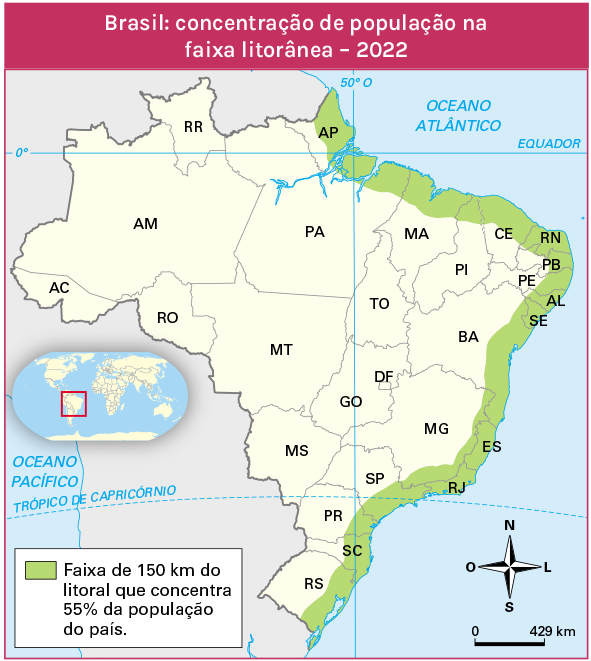 Brasil: concentração de população na
faixa litorânea – 2022
50° O
OCEANO
ATLÂNTICO
EQUADOR
0°
RR
AP
AM
PA
MA
CE
RN
PB
PI
PE
AL
SE
AC
RO
TO
BA
MT
DF
GO
MG
ES
MS
SP
RJ
OCEANO
PACÍFICO
TRÓPICO DE CAPRICÓRNIO
PR
SC
RS
Faixa de 150 km do
litoral que concentra
55% da população
do país.
N
O
L
S
0
429 km